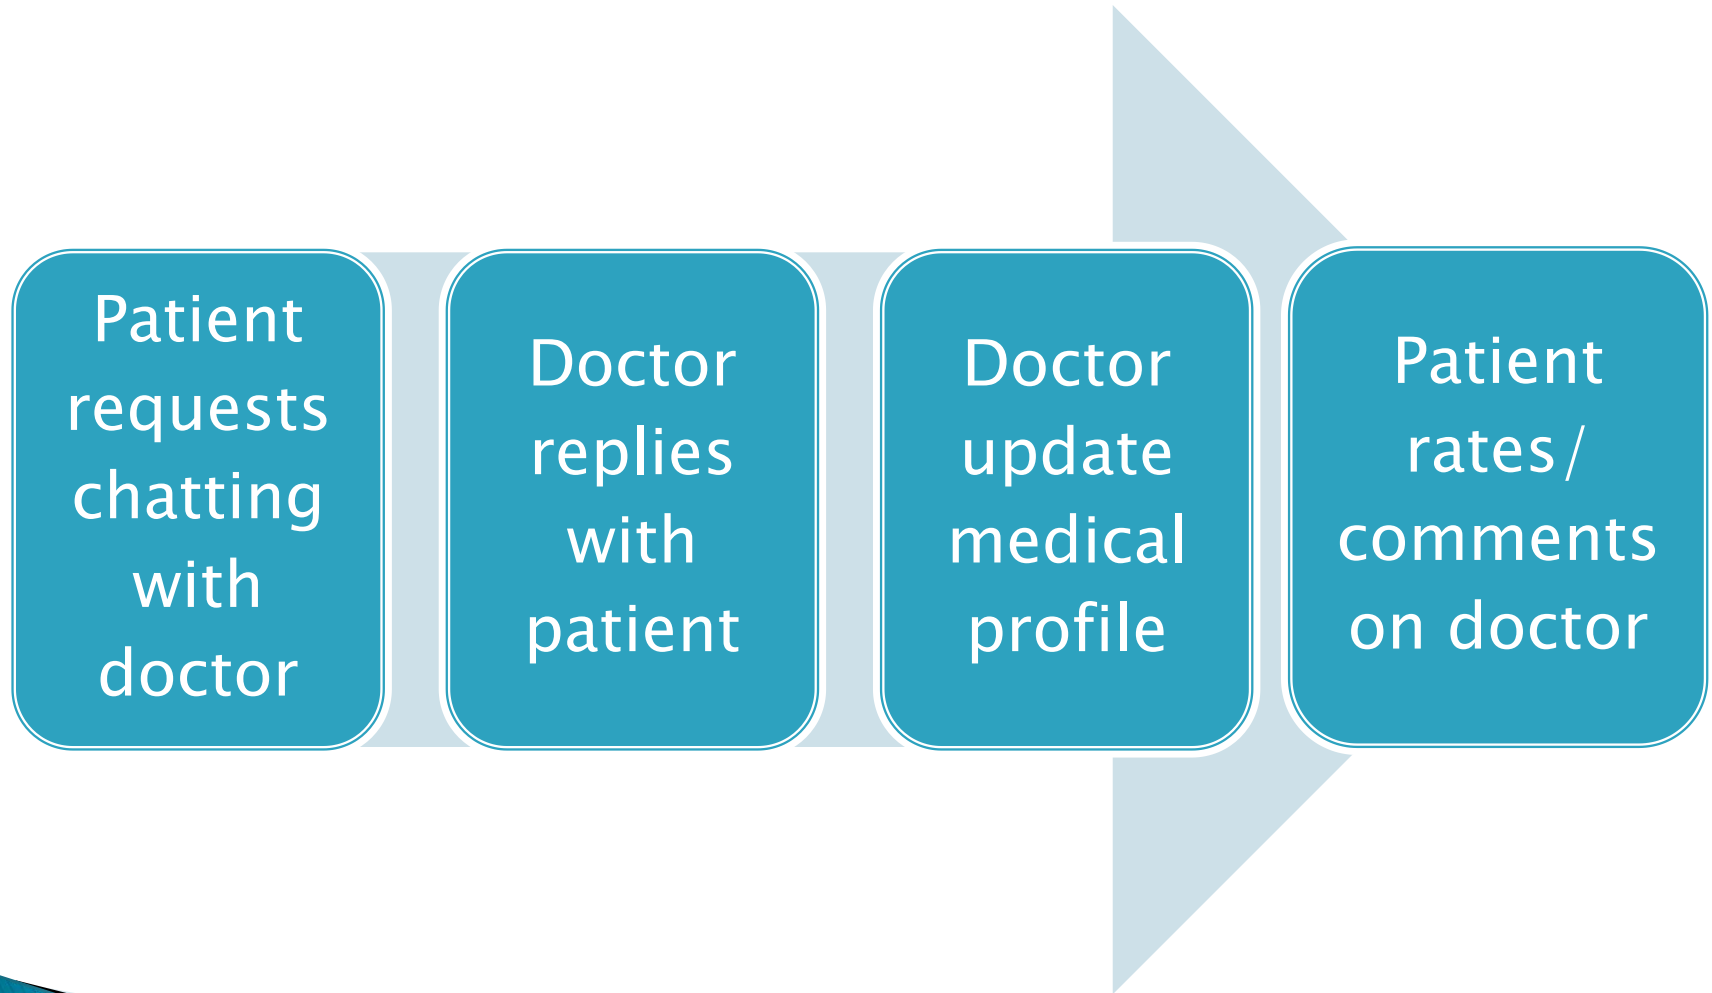 Patient
requests
chatting
with
doctor
Doctor
replies
with
patient
Doctor
update
medical
profile
Patient
rates/
comments
on doctor